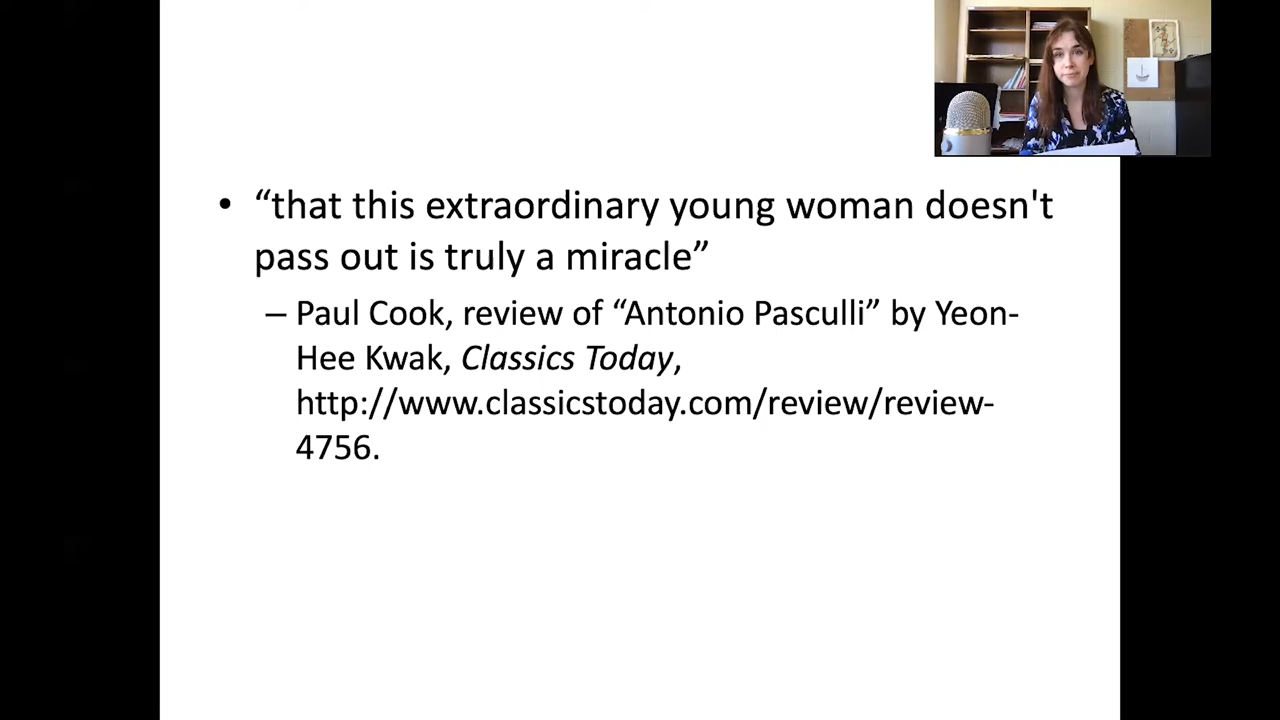 • “that this extraordinary young woman doesn't
pass out is truly a miracle”
– Paul Cook, review of “Antonio Pasculli” by Yeon-
Hee Kwak, Classics Today,
http://www.classicstoday.com/review/review-
4756.